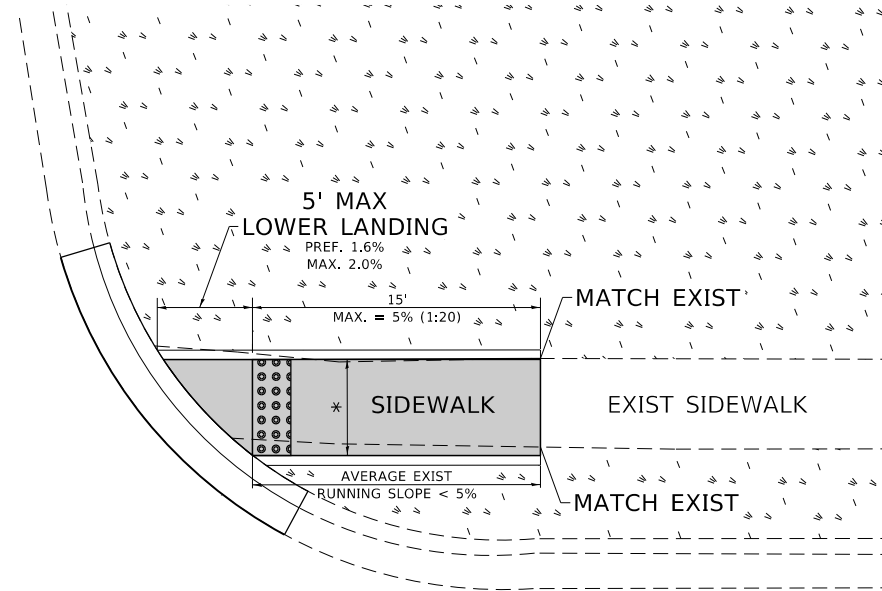 5' MAX
LOWER LANDING
PREF. 1.6%
MAX. 2.0%
15'
MAX. = 5% (1:20)
MATCH EXIST
*
SIDEWALK
EXIST SIDEWALK
AVERAGE EXIST
RUNNING SLOPE < 5%
MATCH EXIST